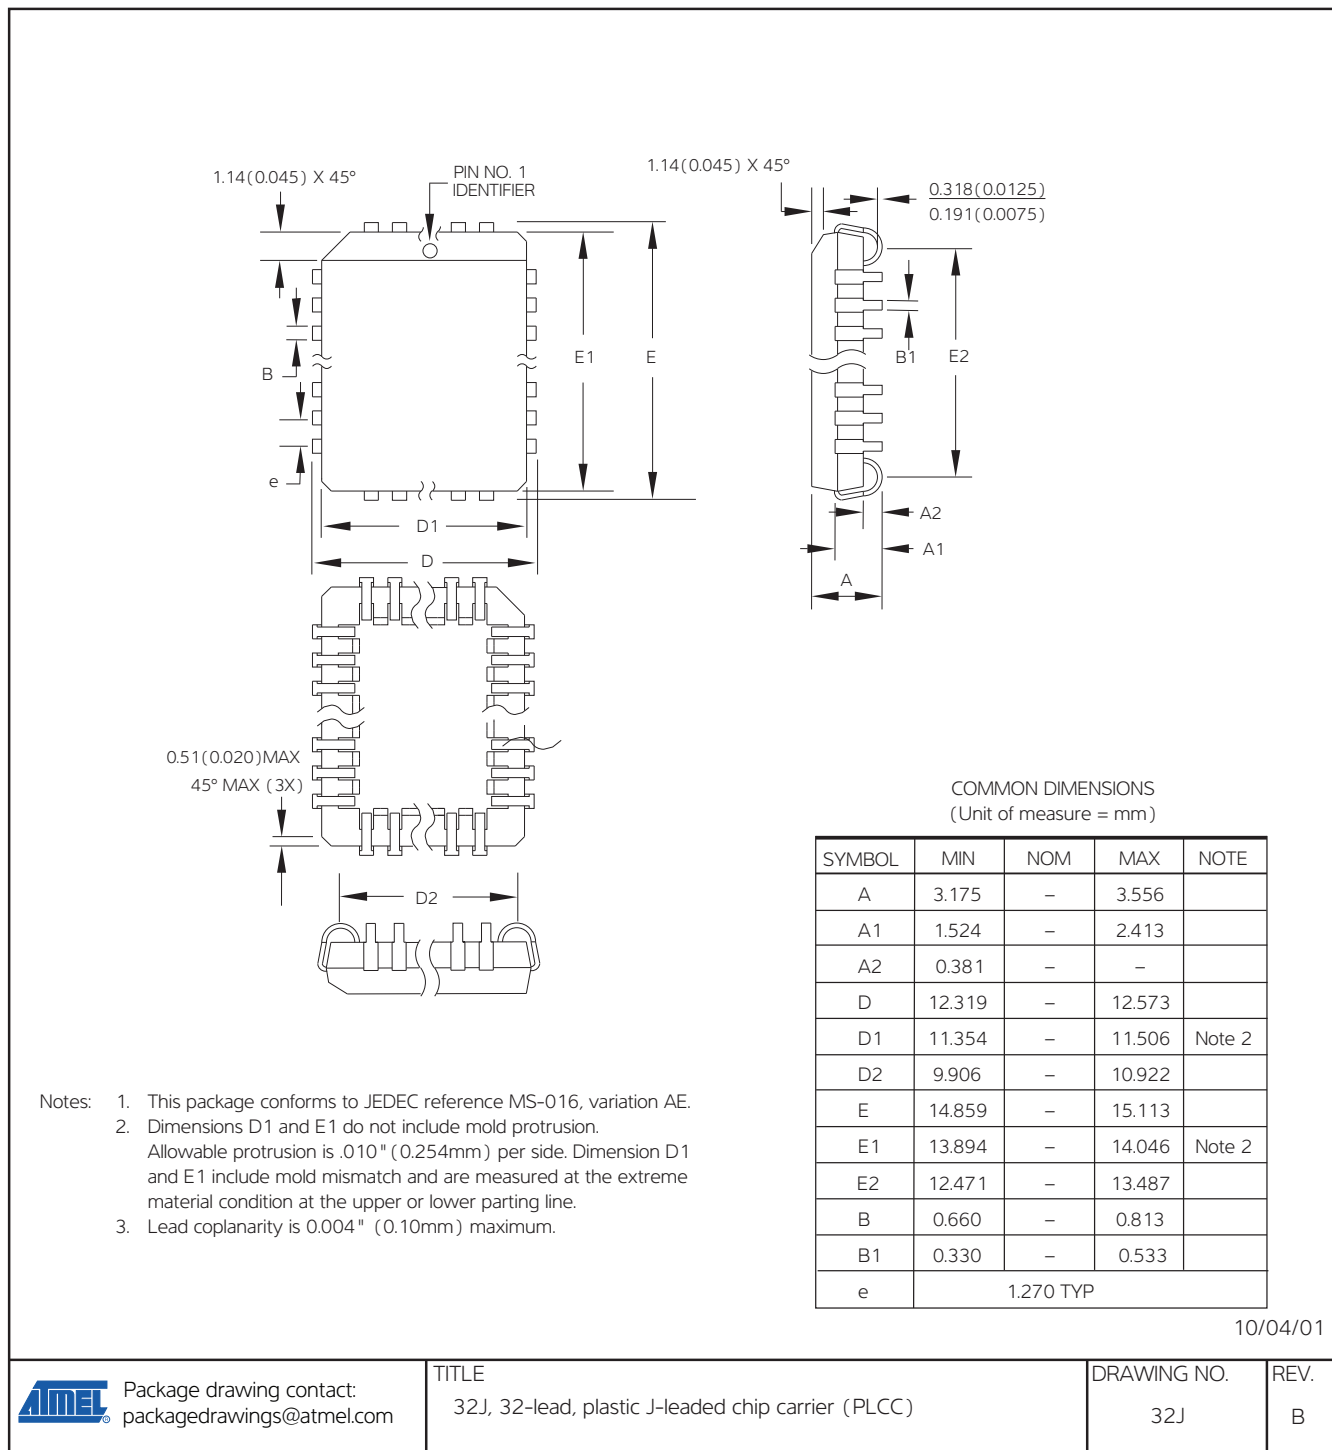 1.14(0.045) X 45°
PIN NO. 1
IDENTIFIER
1.14(0.045) X 45°
0.318(0.0125)
0.191(0.0075)
E1
E
B1
E2
B
e
D1
D
A2
A1
A
0.51(0.020)MAX
45° MAX (3X)
D2
COMMON DIMENSIONS
(Unit of measure = mm)
SYMBOL MIN NOM MAX NOTE
A 3.175 – 3.556
A1 1.524 – 2.413
A2 0.381 – –
D 12.319 – 12.573
D1 11.354 – 11.506 Note 2
D2 9.906 – 10.922
E 14.859 – 15.113
E1 13.894 – 14.046 Note 2
E2 12.471 – 13.487
B 0.660 – 0.813
B1 0.330 – 0.533
e 1.270 TYP
Notes: 1. This package conforms to JEDEC reference MS-016, variation AE.
2. Dimensions D1 and E1 do not include mold protrusion.
Allowable protrusion is .010"(0.254mm) per side. Dimension D1
and E1 include mold mismatch and are measured at the extreme
material condition at the upper or lower parting line.
3. Lead coplanarity is 0.004" (0.10mm) maximum.
10/04/01
ATMEL ®
Package drawing contact:
packagedrawings@atmel.com
TITLE
32J, 32-lead, plastic J-leaded chip carrier (PLCC)
DRAWING NO.
32J
REV.
B